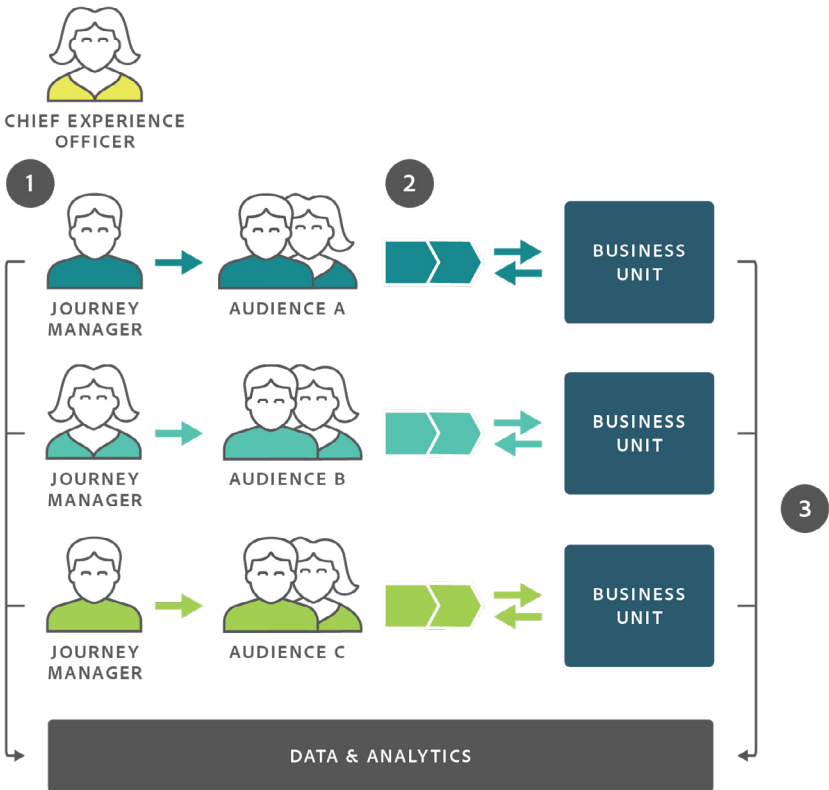 CHIEF EXPERIENCE
OFFICER
1
2
JOURNEY
MANAGER
AUDIENCE A
BUSINESS
UNIT
JOURNEY
MANAGER
AUDIENCE B
BUSINESS
UNIT
3
JOURNEY
MANAGER
AUDIENCE C
BUSINESS
UNIT
DATA & ANALYTICS